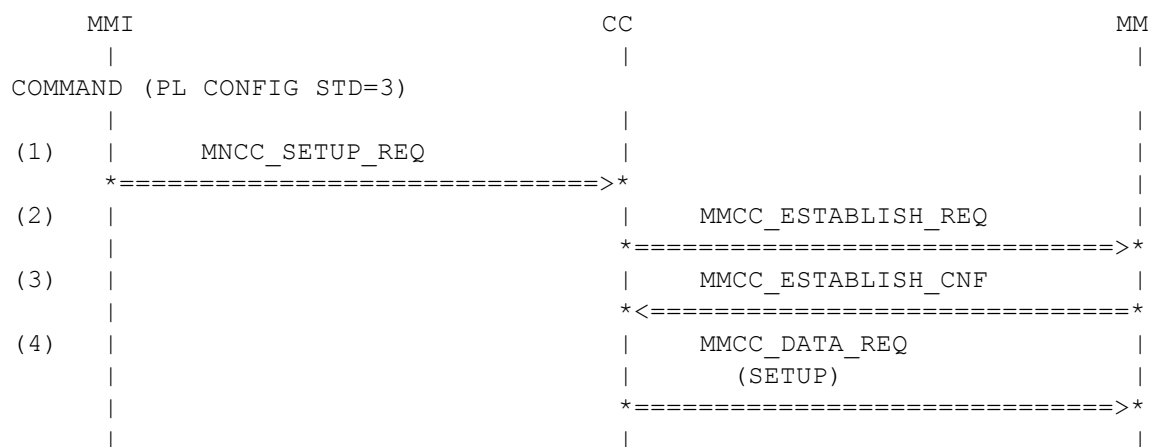 MMI CC MM
COMMAND (PL CONFIG STD=3)
(1) MNCC_SETUP_REQ
(2) MMCC_ESTABLISH_REQ
(3) MMCC_ESTABLISH_CNF
(4) MMCC_DATA_REQ
(SETUP)